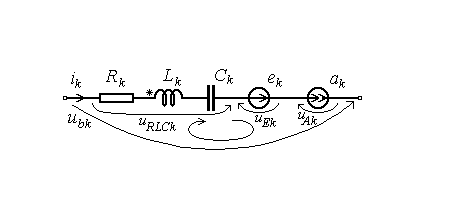 i_k R_k L_k C_k e_k a_k
*
u_bk u_RLCk u_Ek u_Ak